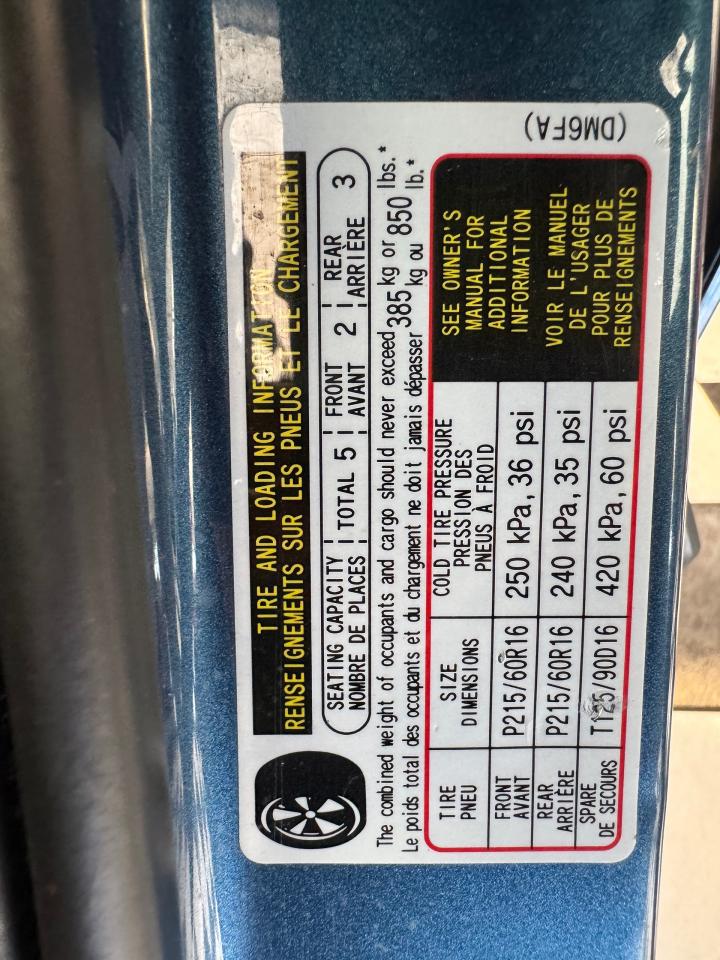 (DM6FA)
TIRE AND LOADING INFORMATION
RENSEIGNEMENTS SUR LES PNEUS ET LE CHARGEMENT
SEATING CAPACITY TOTAL 5 FRONT 2 REAR 3
NOMBRE DE PLACES AVANT ARRIÈRE
The combined weight of occupants and cargo should never exceed 385 kg or 850 lbs.*
Le poids total des occupants et du chargement ne doit jamais dépasser kg ou lb.*
TIRE SIZE COLD TIRE PRESSURE
PNEU DIMENSIONS PRESSION DES
PNEUS À FROID
FRONT P215/60R16 250 kPa, 36 psi
AVANT
REAR P215/60R16 240 kPa, 35 psi
ARRIÈRE
SPARE T125/90D16 420 kPa, 60 psi
DE SECOURS
SEE OWNER'S
MANUAL FOR
ADDITIONAL
INFORMATION
VOIR LE MANUEL
DE L'USAGER
POUR PLUS DE
RENSEIGNEMENTS